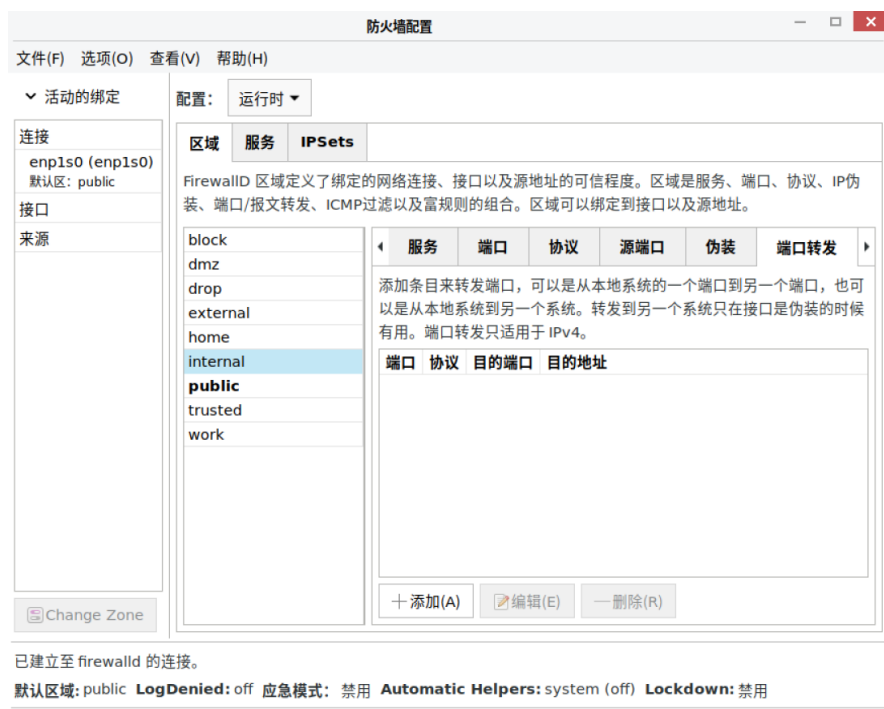 防火墙配置
文件(F) 选项(O) 查看(V) 帮助(H)
活动的绑定
连接
enp1s0 (enp1s0)
默认区：public
接口
来源
Change Zone
配置： 运行时
区域 服务 IPSets
FirewallD 区域定义了绑定的网络连接、接口以及源地址的可信程度。区域是服务、端口、协议、IP伪
装、端口/报文转发、ICMP过滤以及富规则的组合。区域可以绑定到接口以及源地址。
block
dmz
drop
external
home
internal
public
trusted
work
服务 端口 协议 源端口 伪装 端口转发
添加条目来转发端口，可以是从本地系统的一个端口到另一个端口，也可
以是从本地系统到另一个系统。转发到另一个系统只在接口是伪装的时候
有用。端口转发只适用于 IPv4。
端口 协议 目的端口 目的地址
添加(A) 编辑(E) 删除(R)
已建立至 firewalld 的连接。
默认区域: public LogDenied: off 应急模式： 禁用 Automatic Helpers: system (off) Lockdown: 禁用